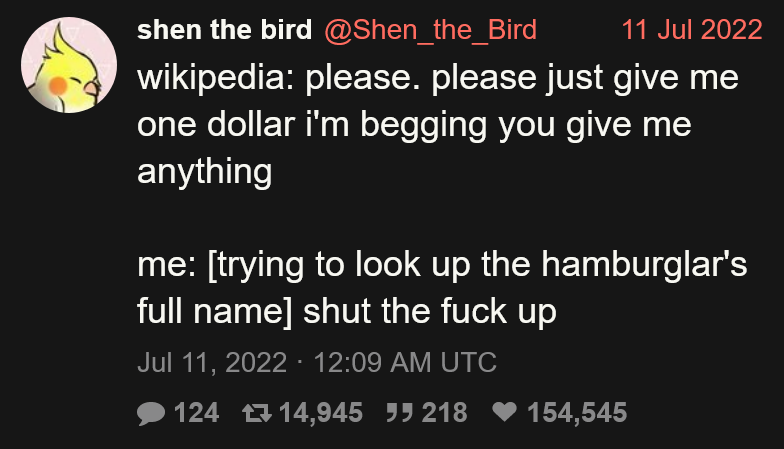 shen the bird @Shen_the_Bird 11 Jul 2022
wikipedia: please. please just give me
one dollar i'm begging you give me
anything
me: [trying to look up the hamburglar's
full name] shut the fuck up
Jul 11, 2022 · 12:09 AM UTC
124 14,945 218 154,545